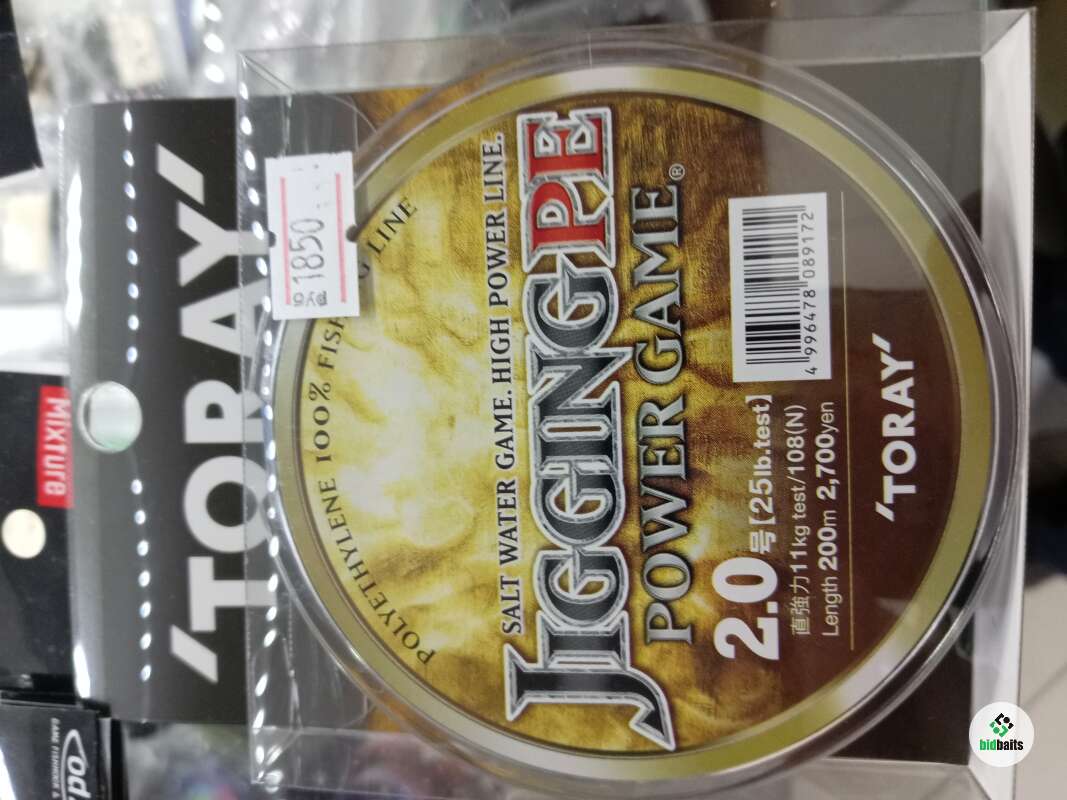 'TORAY'
1850
POLYETHYLENE 100% FISHING LINE
SALT WATER GAME. HIGH POWER LINE.
JIGGING PE
POWER GAME®
2.0号[25lb.test]
直強力11kg test/108(N)
Length 200m 2,700yen
4 996478 089172
'TORAY'
Mixture
bidbaits